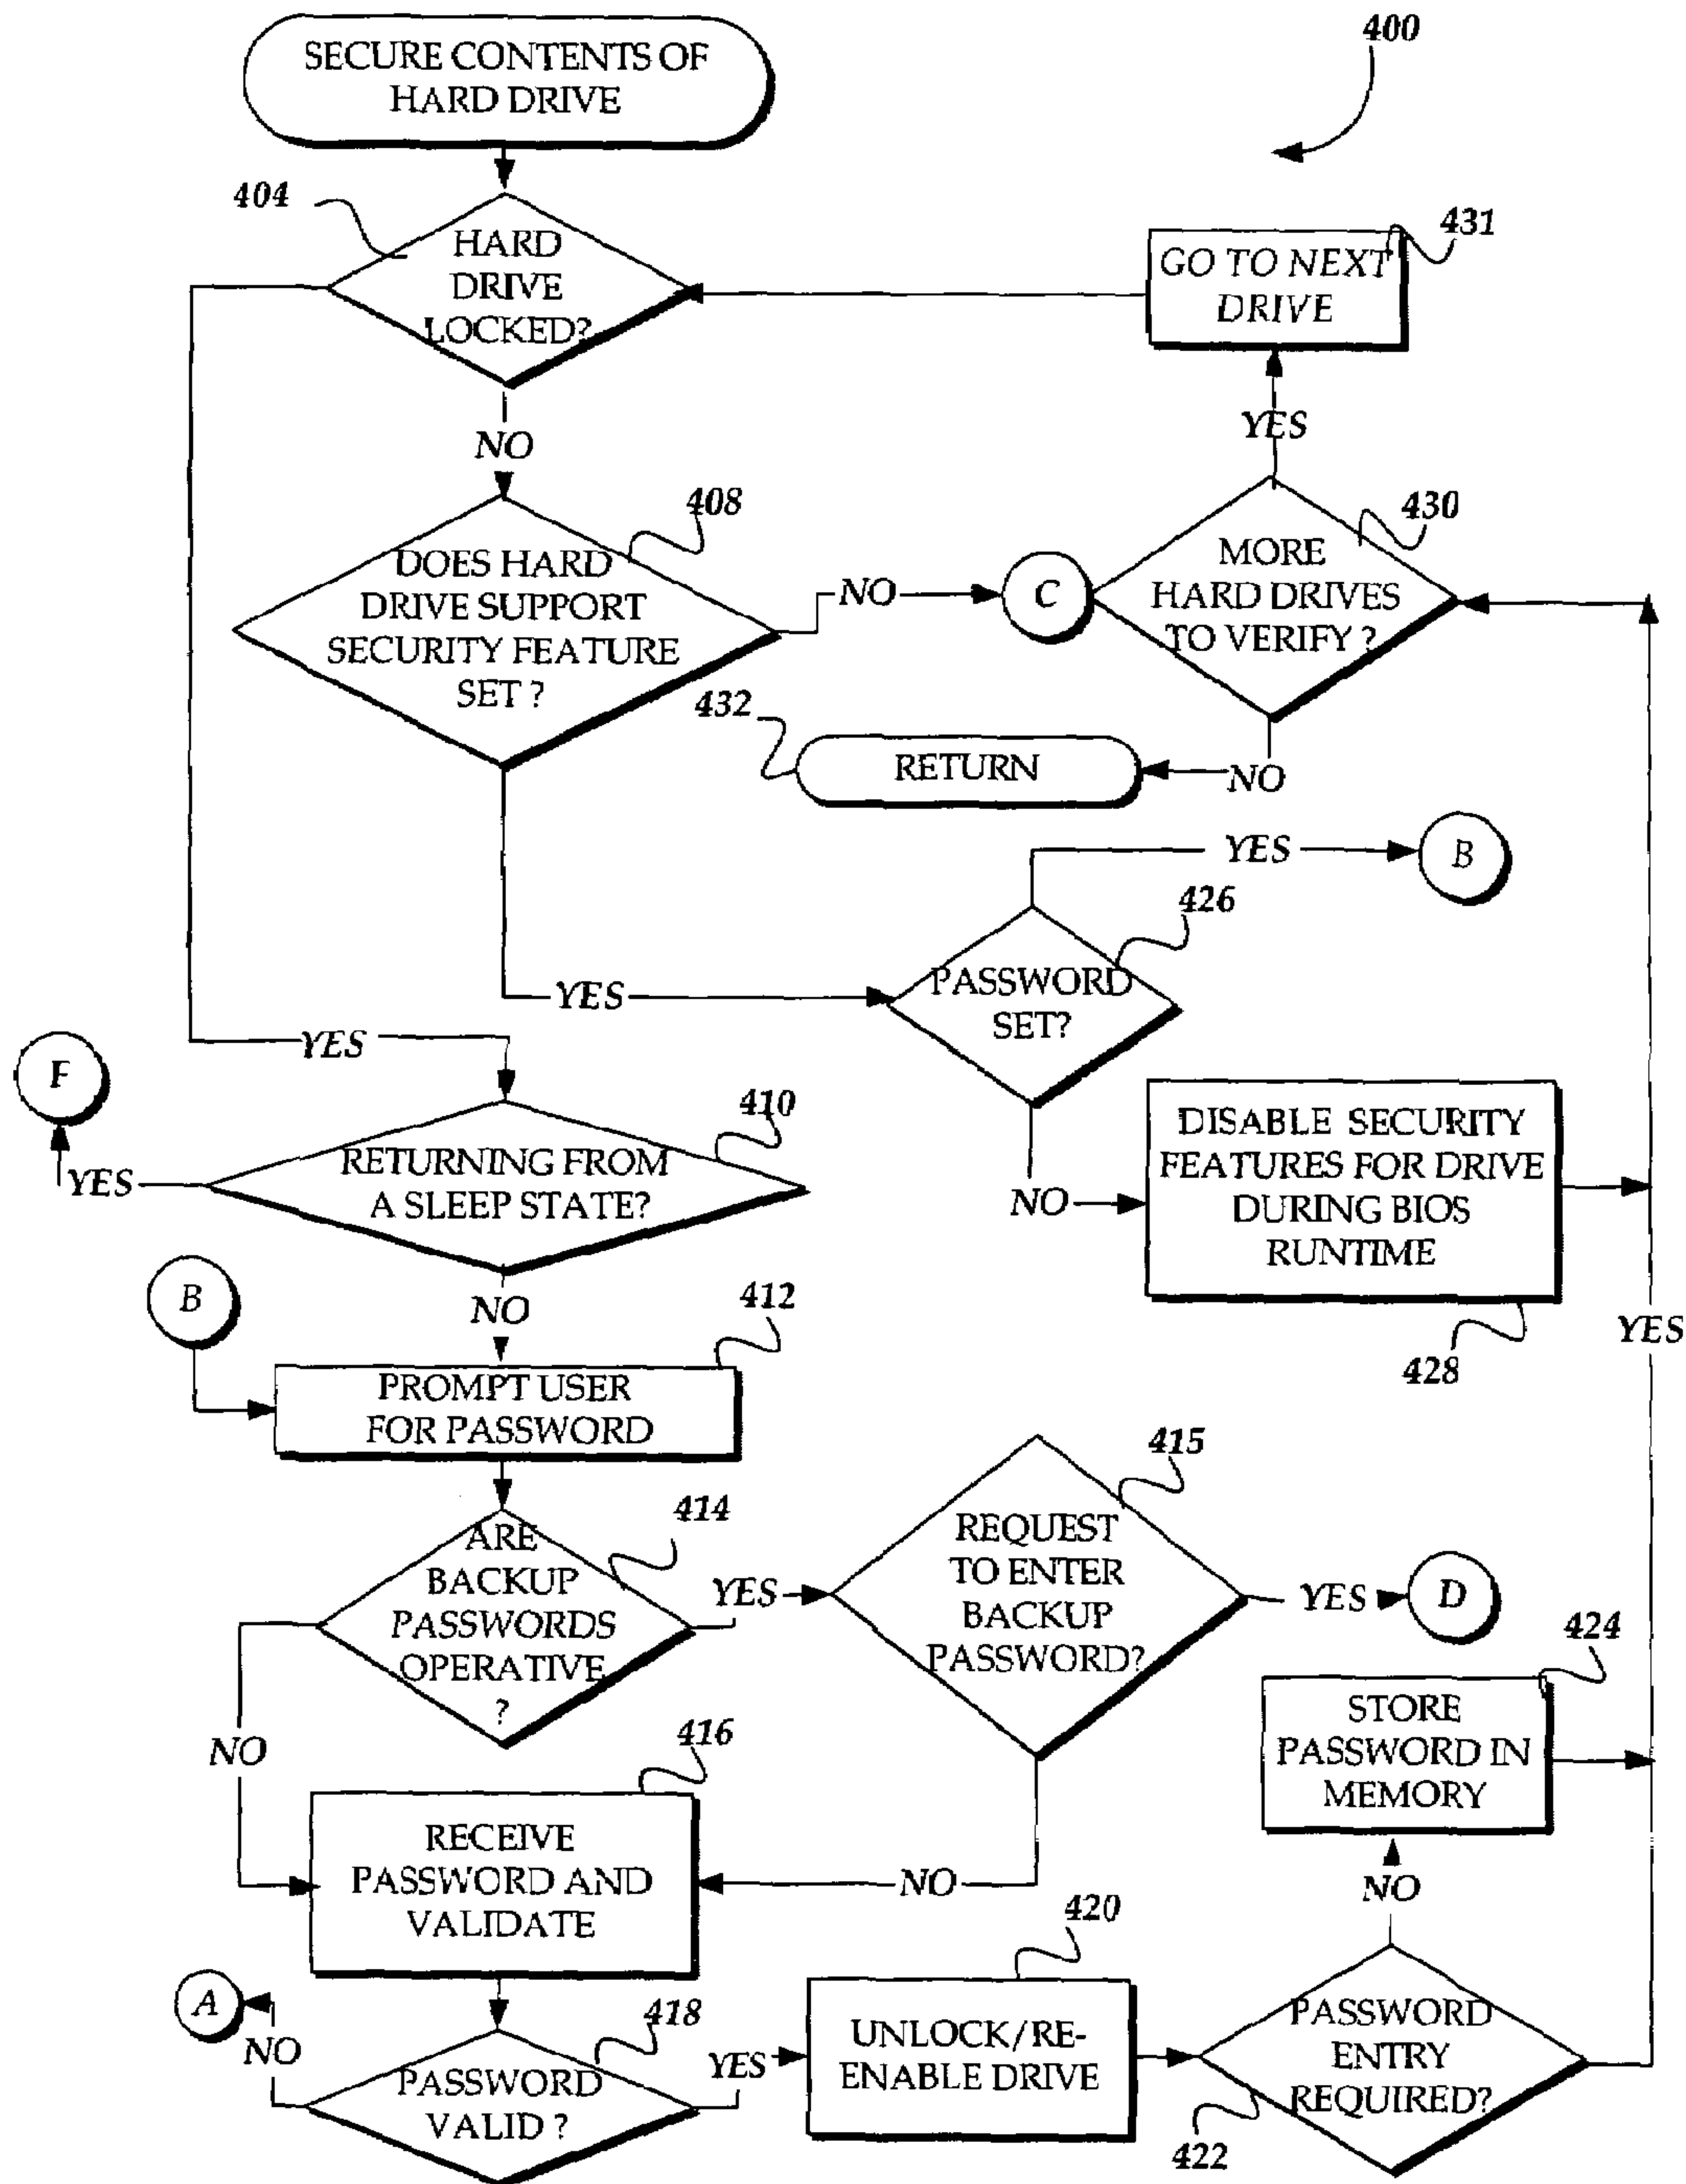 SECURE CONTENTS OF
HARD DRIVE
400
404
HARD
DRIVE
LOCKED?
431
GO TO NEXT
DRIVE
NO
YES
408
DOES HARD
DRIVE SUPPORT
SECURITY FEATURE
SET ?
NO
C
430
MORE
HARD DRIVES
TO VERIFY ?
432
RETURN
NO
YES
B
426
PASSWORD
SET?
YES
YES
F
YES
410
RETURNING FROM
A SLEEP STATE?
NO
DISABLE SECURITY
FEATURES FOR DRIVE
DURING BIOS
RUNTIME
428
YES
B
NO
412
PROMPT USER
FOR PASSWORD
414
ARE
BACKUP
PASSWORDS
OPERATIVE
?
YES
415
REQUEST
TO ENTER
BACKUP
PASSWORD?
YES
D
424
STORE
PASSWORD IN
MEMORY
NO
416
RECEIVE
PASSWORD AND
VALIDATE
NO
NO
420
A
NO
418
PASSWORD
VALID ?
YES
UNLOCK/RE-
ENABLE DRIVE
PASSWORD
ENTRY
REQUIRED?
422